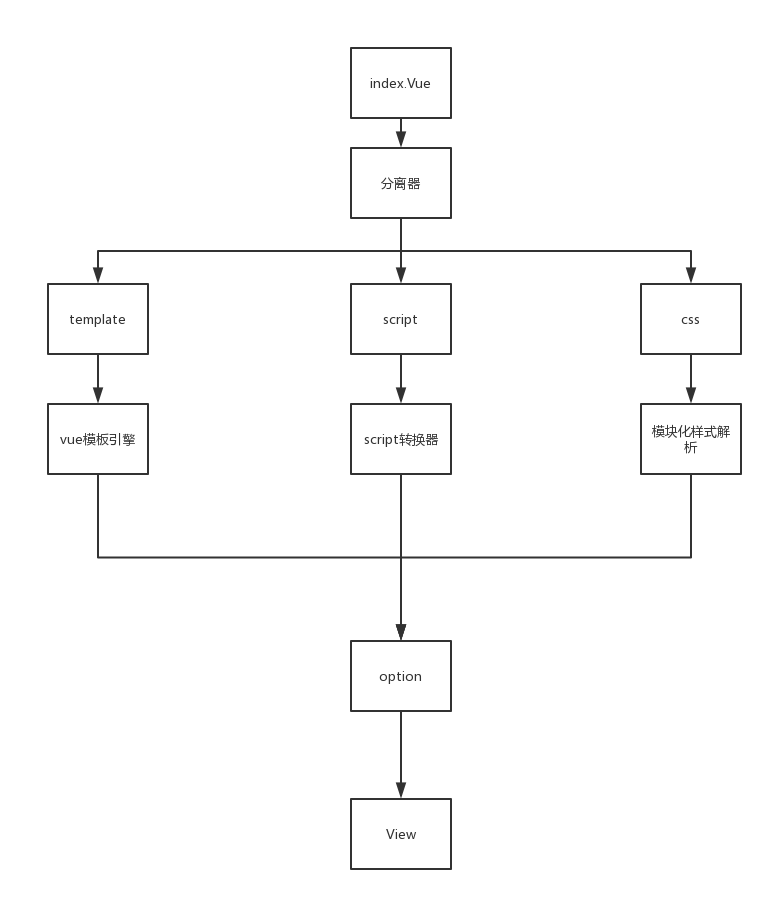 index.Vue
分离器
template
script
css
vue模板引擎
script转换器
模块化样式解
析
option
View